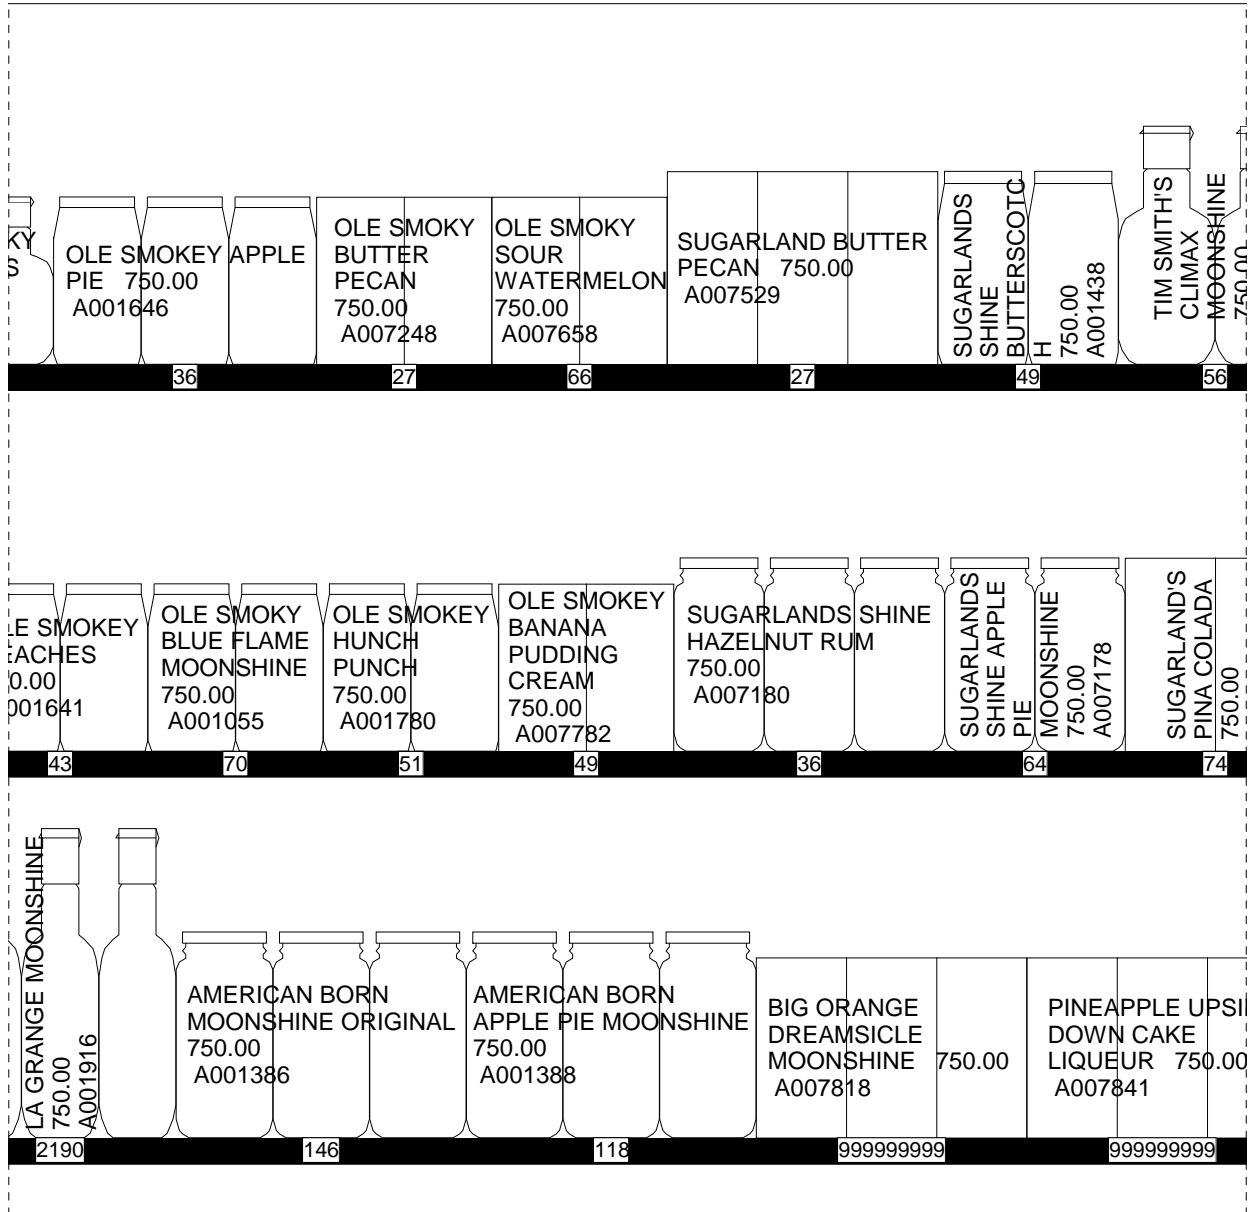 KY
S
OLE SMOKEY APPLE
PIE 750.00
A001646
OLE SMOKY
BUTTER
PECAN
750.00
A007248
OLE SMOKY
SOUR
WATERMELON
750.00
A007658
SUGARLAND BUTTER
PECAN 750.00
A007529
SUGARLANDS
SHINE
BUTTERSCOTC
H
750.00
A001438
TIM SMITH'S
CLIMAX
MOONSHINE
750.00
36
27
66
27
49
56
LE SMOKEY
EACHES
0.00
001641
OLE SMOKY
BLUE FLAME
MOONSHINE
750.00
A001055
OLE SMOKEY
HUNCH
PUNCH
750.00
A001780
OLE SMOKEY
BANANA
PUDDING
CREAM
750.00
A007782
SUGARLANDS SHINE
HAZELNUT RUM
750.00
A007180
SUGARLANDS
SHINE APPLE
PIE
MOONSHINE
750.00
A007178
SUGARLAND'S
PINA COLADA
750.00
43
70
51
49
36
64
74
LA GRANGE MOONSHINE
750.00
A001916
AMERICAN BORN
MOONSHINE ORIGINAL
750.00
A001386
AMERICAN BORN
APPLE PIE MOONSHINE
750.00
A001388
BIG ORANGE
DREAMSICLE
MOONSHINE 750.00
A007818
PINEAPPLE UPSI
DOWN CAKE
LIQUEUR 750.00
A007841
2190
146
118
999999999
999999999